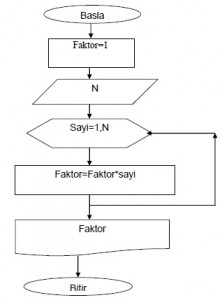 Basla
Faktor=1
N
Sayi=1,N
Faktor=Faktor*sayi
Faktor
Bitir